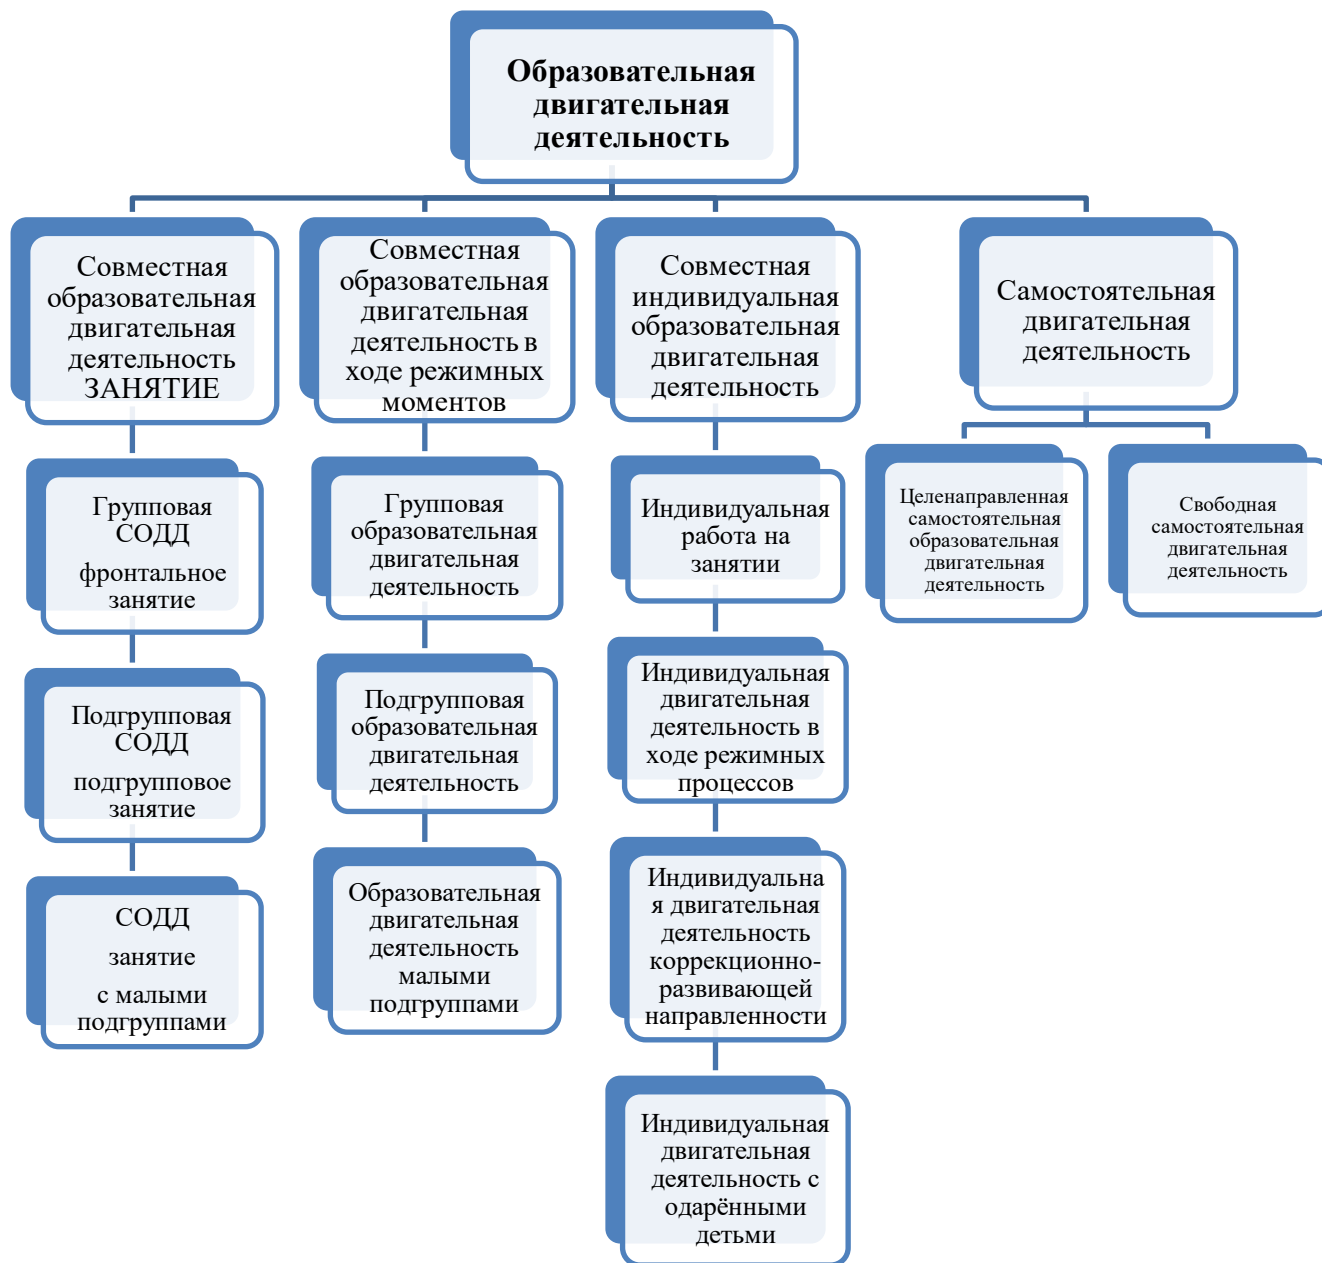 Образовательная
двигательная
деятельность
Совместная
образовательная
двигательная
деятельность
ЗАНЯТИЕ
Групповая
СОДД
фронтальное
занятие
Подгрупповая
СОДД
подгрупповое
занятие
СОДД
занятие
с малыми
подгруппами
Совместная
образовательная
двигательная
деятельность в
ходе режимных
моментов
Групповая
образовательная
двигательная
деятельность
Подгрупповая
образовательная
двигательная
деятельность
Образовательная
двигательная
деятельность
малыми
подгруппами
Совместная
индивидуальная
образовательная
двигательная
деятельность
Индивидуальная
работа на
занятии
Индивидуальная
двигательная
деятельность в
ходе режимных
процессов
Индивидуальна
я двигательная
деятельность
коррекционно-
развивающей
направленности
Индивидуальная
двигательная
деятельность с
одарёнными
детьми
Самостоятельная
двигательная
деятельность
Целенаправленная
самостоятельная
образовательная
двигательная
деятельность
Свободная
самостоятельная
двигательная
деятельность